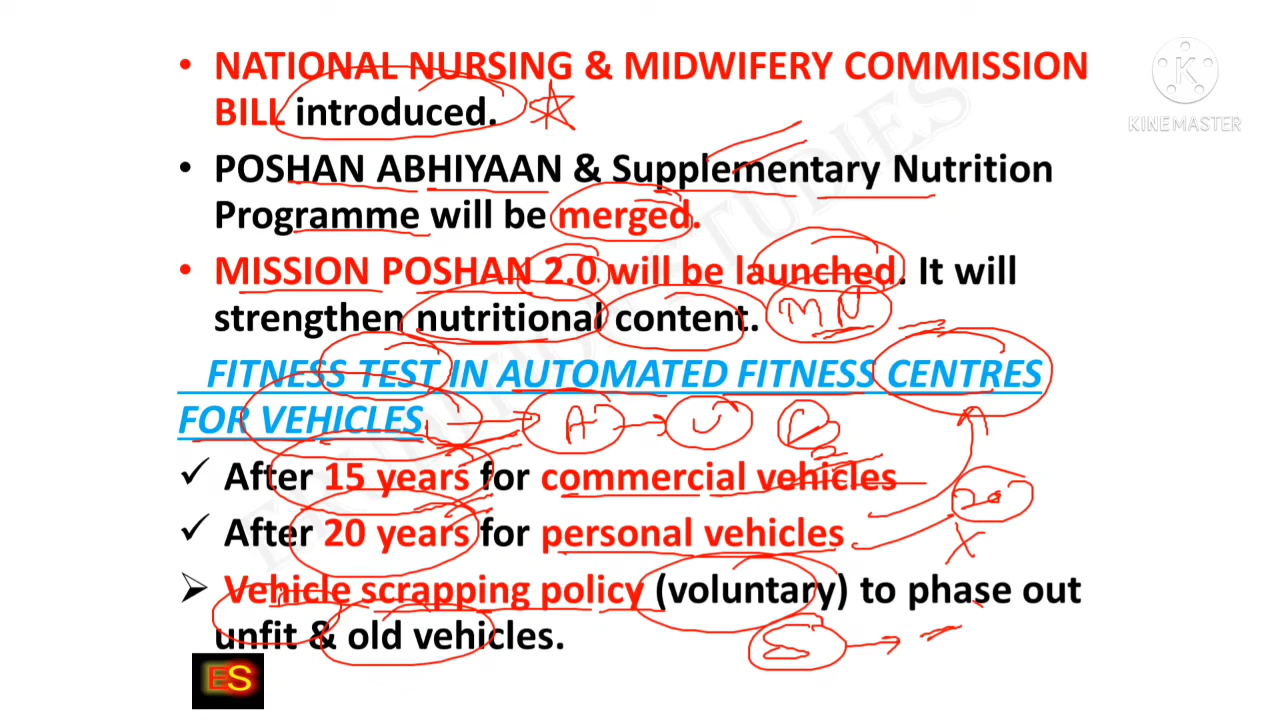 • NATIONAL NURSING & MIDWIFERY COMMISSION
BILL introduced.
• POSHAN ABHIYAAN & Supplementary Nutrition
Programme will be merged.
• MISSION POSHAN 2.0 will be launched. It will
strengthen nutritional content. M N
FITNESS TEST IN AUTOMATED FITNESS CENTRES
FOR VEHICLES. A
✓ After 15 years for commercial vehicles
✓ After 20 years for personal vehicles
➢ Vehicle scrapping policy (voluntary) to phase out
unfit & old vehicles.
ES
K
KINEMASTER